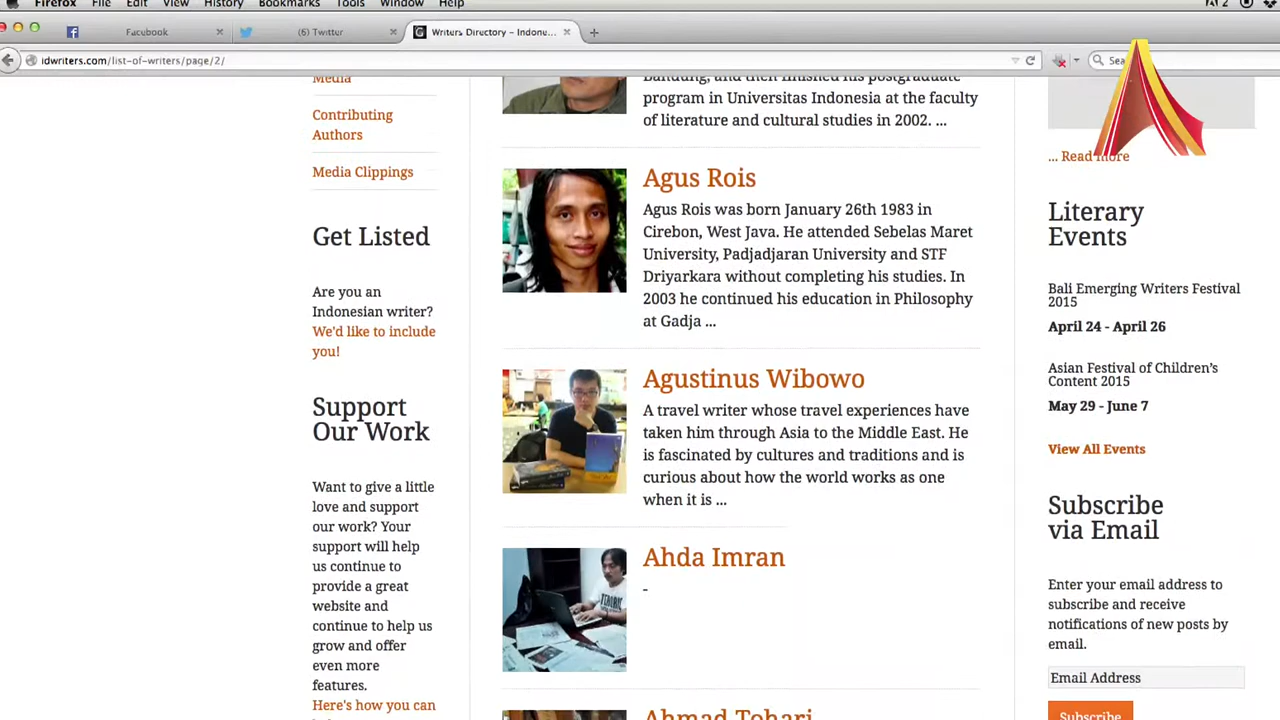 Firefox File Edit View History Bookmarks Tools Window Help
Facebook
(6) Twitter
Writers Directory – Indone...
idwriters.com/list-of-writers/page/2/
Media
Contributing
Authors
Media Clippings
Get Listed
Are you an
Indonesian writer?
We'd like to include
you!
Support
Our Work
Want to give a little
love and support
our work? Your
support will help
us continue to
provide a great
website and
continue to help us
grow and offer
even more
features.
Here's how you can
Bandung, and then finished his postgraduate
program in Universitas Indonesia at the faculty
of literature and cultural studies in 2002. ...
Agus Rois
Agus Rois was born January 26th 1983 in
Cirebon, West Java. He attended Sebelas Maret
University, Padjadjaran University and STF
Driyarkara without completing his studies. In
2003 he continued his education in Philosophy
at Gadja ...
Agustinus Wibowo
A travel writer whose travel experiences have
taken him through Asia to the Middle East. He
is fascinated by cultures and traditions and is
curious about how the world works as one
when it is ...
Ahda Imran
-
Ahmad Tohari
... Read more
Literary
Events
Bali Emerging Writers Festival
2015
April 24 - April 26
Asian Festival of Children's
Content 2015
May 29 - June 7
View All Events
Subscribe
via Email
Enter your email address to
subscribe and receive
notifications of new posts by
email.
Email Address
Subscribe